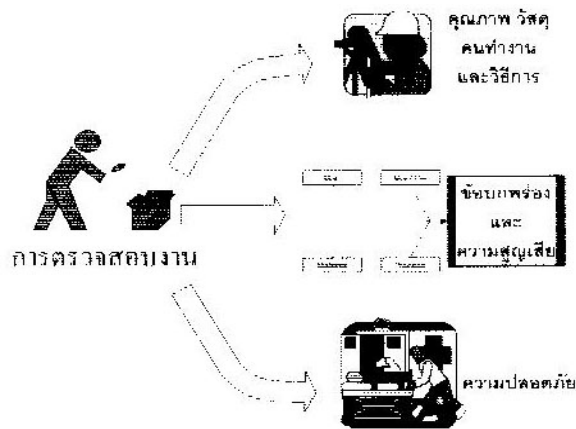 คุณภาพ วัสดุ
คนทำงาน
และวิธีการ
ข้อบกพร่อง
และ
ความสูญเสีย
การตรวจสอบงาน
ความปลอดภัย